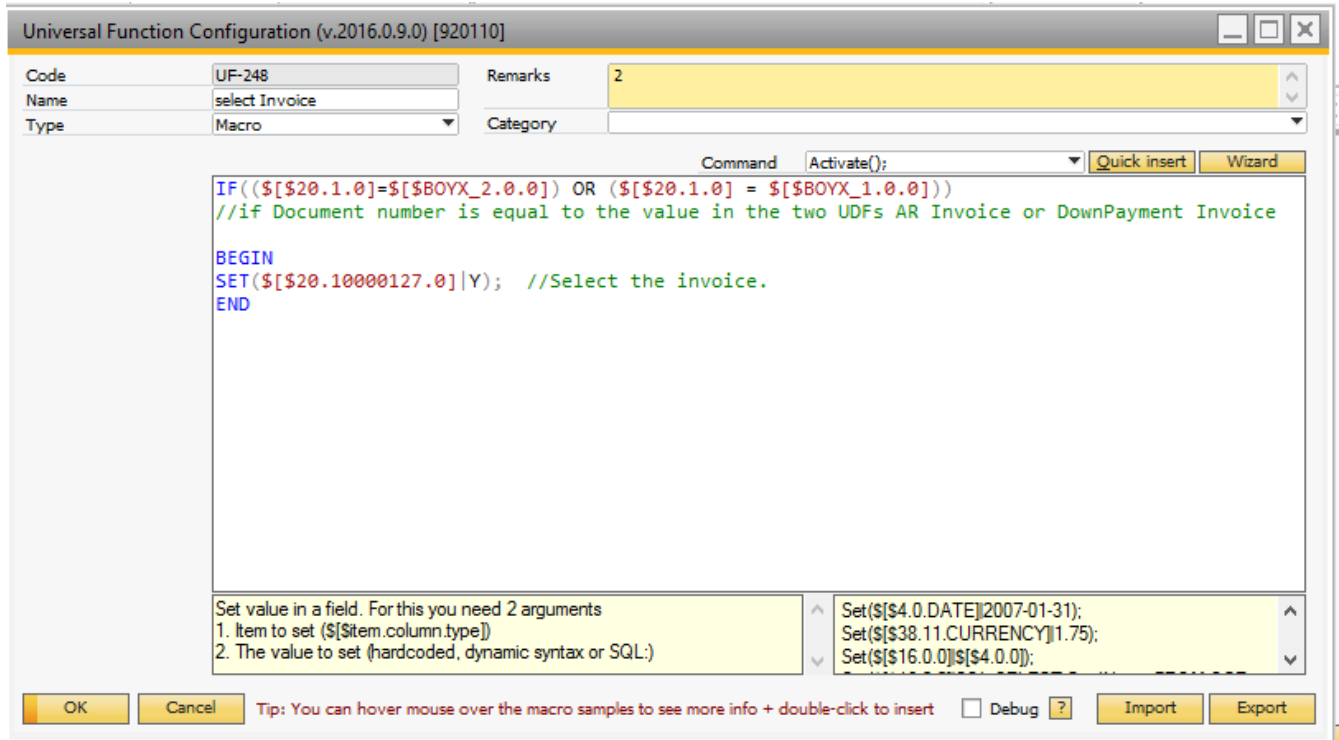 Universal Function Configuration (v.2016.0.9.0) [920110]
Code UF-248 Remarks 2
Name select Invoice
Type Macro Category
Command Activate(); Quick insert Wizard
IF(($[$20.1.0]=$[$BOYX_2.0.0]) OR ($[$20.1.0] = $[$BOYX_1.0.0]))
//if Document number is equal to the value in the two UDFs AR Invoice or DownPayment Invoice
BEGIN
SET($[$20.10000127.0]|Y); //Select the invoice.
END
Set value in a field. For this you need 2 arguments
1. Item to set ($[$item.column.type])
2. The value to set (hardcoded, dynamic syntax or SQL:)
Set($[$4.0.DATE]|2007-01-31);
Set($[$38.11.CURRENCY]|1.75);
Set($[$16.0.0]|$[$4.0.0]);
OK Cancel Tip: You can hover mouse over the macro samples to see more info + double-click to insert Debug ? Import Export